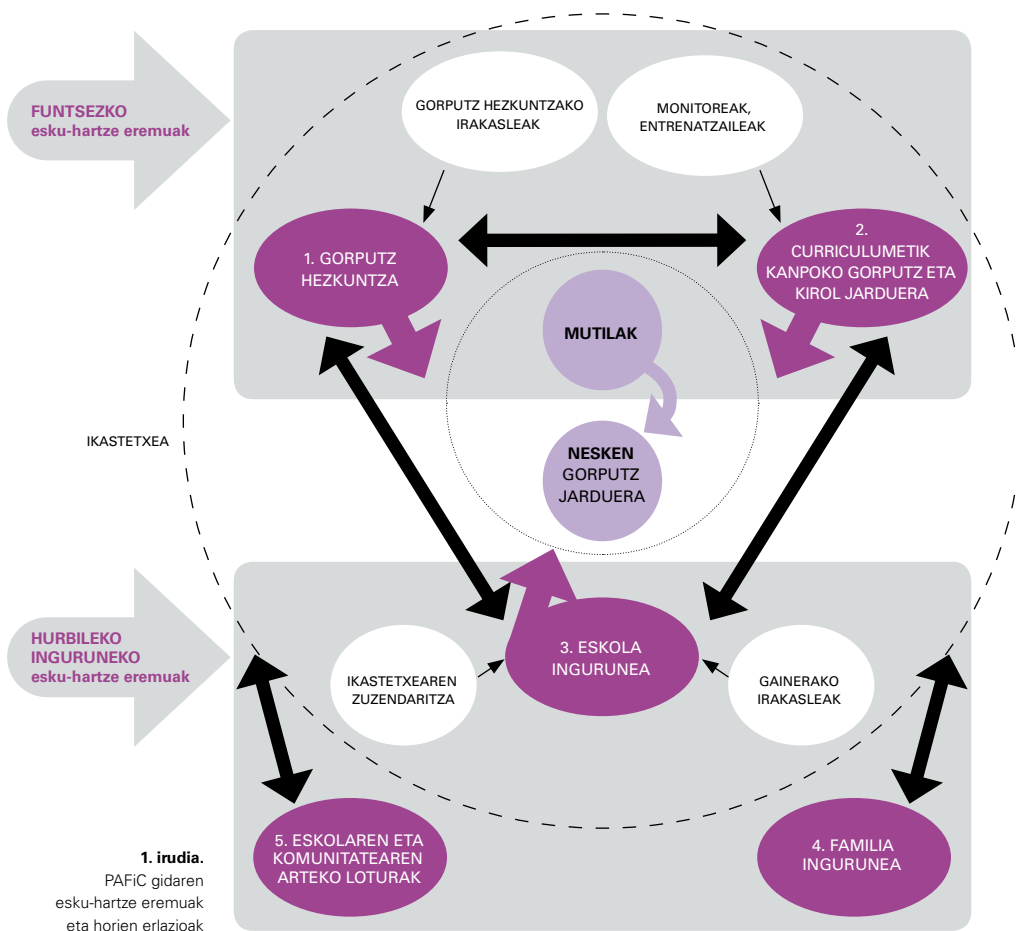 FUNTSEZKO
esku-hartze eremuak
GORPUTZ HEZKUNTZAKO
IRAKASLEAK
MONITOREAK,
ENTRENATZAILEAK
1. GORPUTZ
HEZKUNTZA
2.
CURRICULUMETIK
KANPOKO GORPUTZ ETA
KIROL JARDUERA
MUTILAK
IKASTETXEA
NESKEN
GORPUTZ
JARDUERA
HURBILEKO
INGURUNEKO
esku-hartze eremuak
IKASTETXEAREN
ZUZENDARITZA
3. ESKOLA
INGURUNEA
GAINERAKO
IRAKASLEAK
5. ESKOLAREN ETA
KOMUNITATEAREN
ARTEKO LOTURAK
4. FAMILIA
INGURUNEA
1. irudia.
PAFiC gidaren
esku-hartze eremuak
eta horien erlazioak